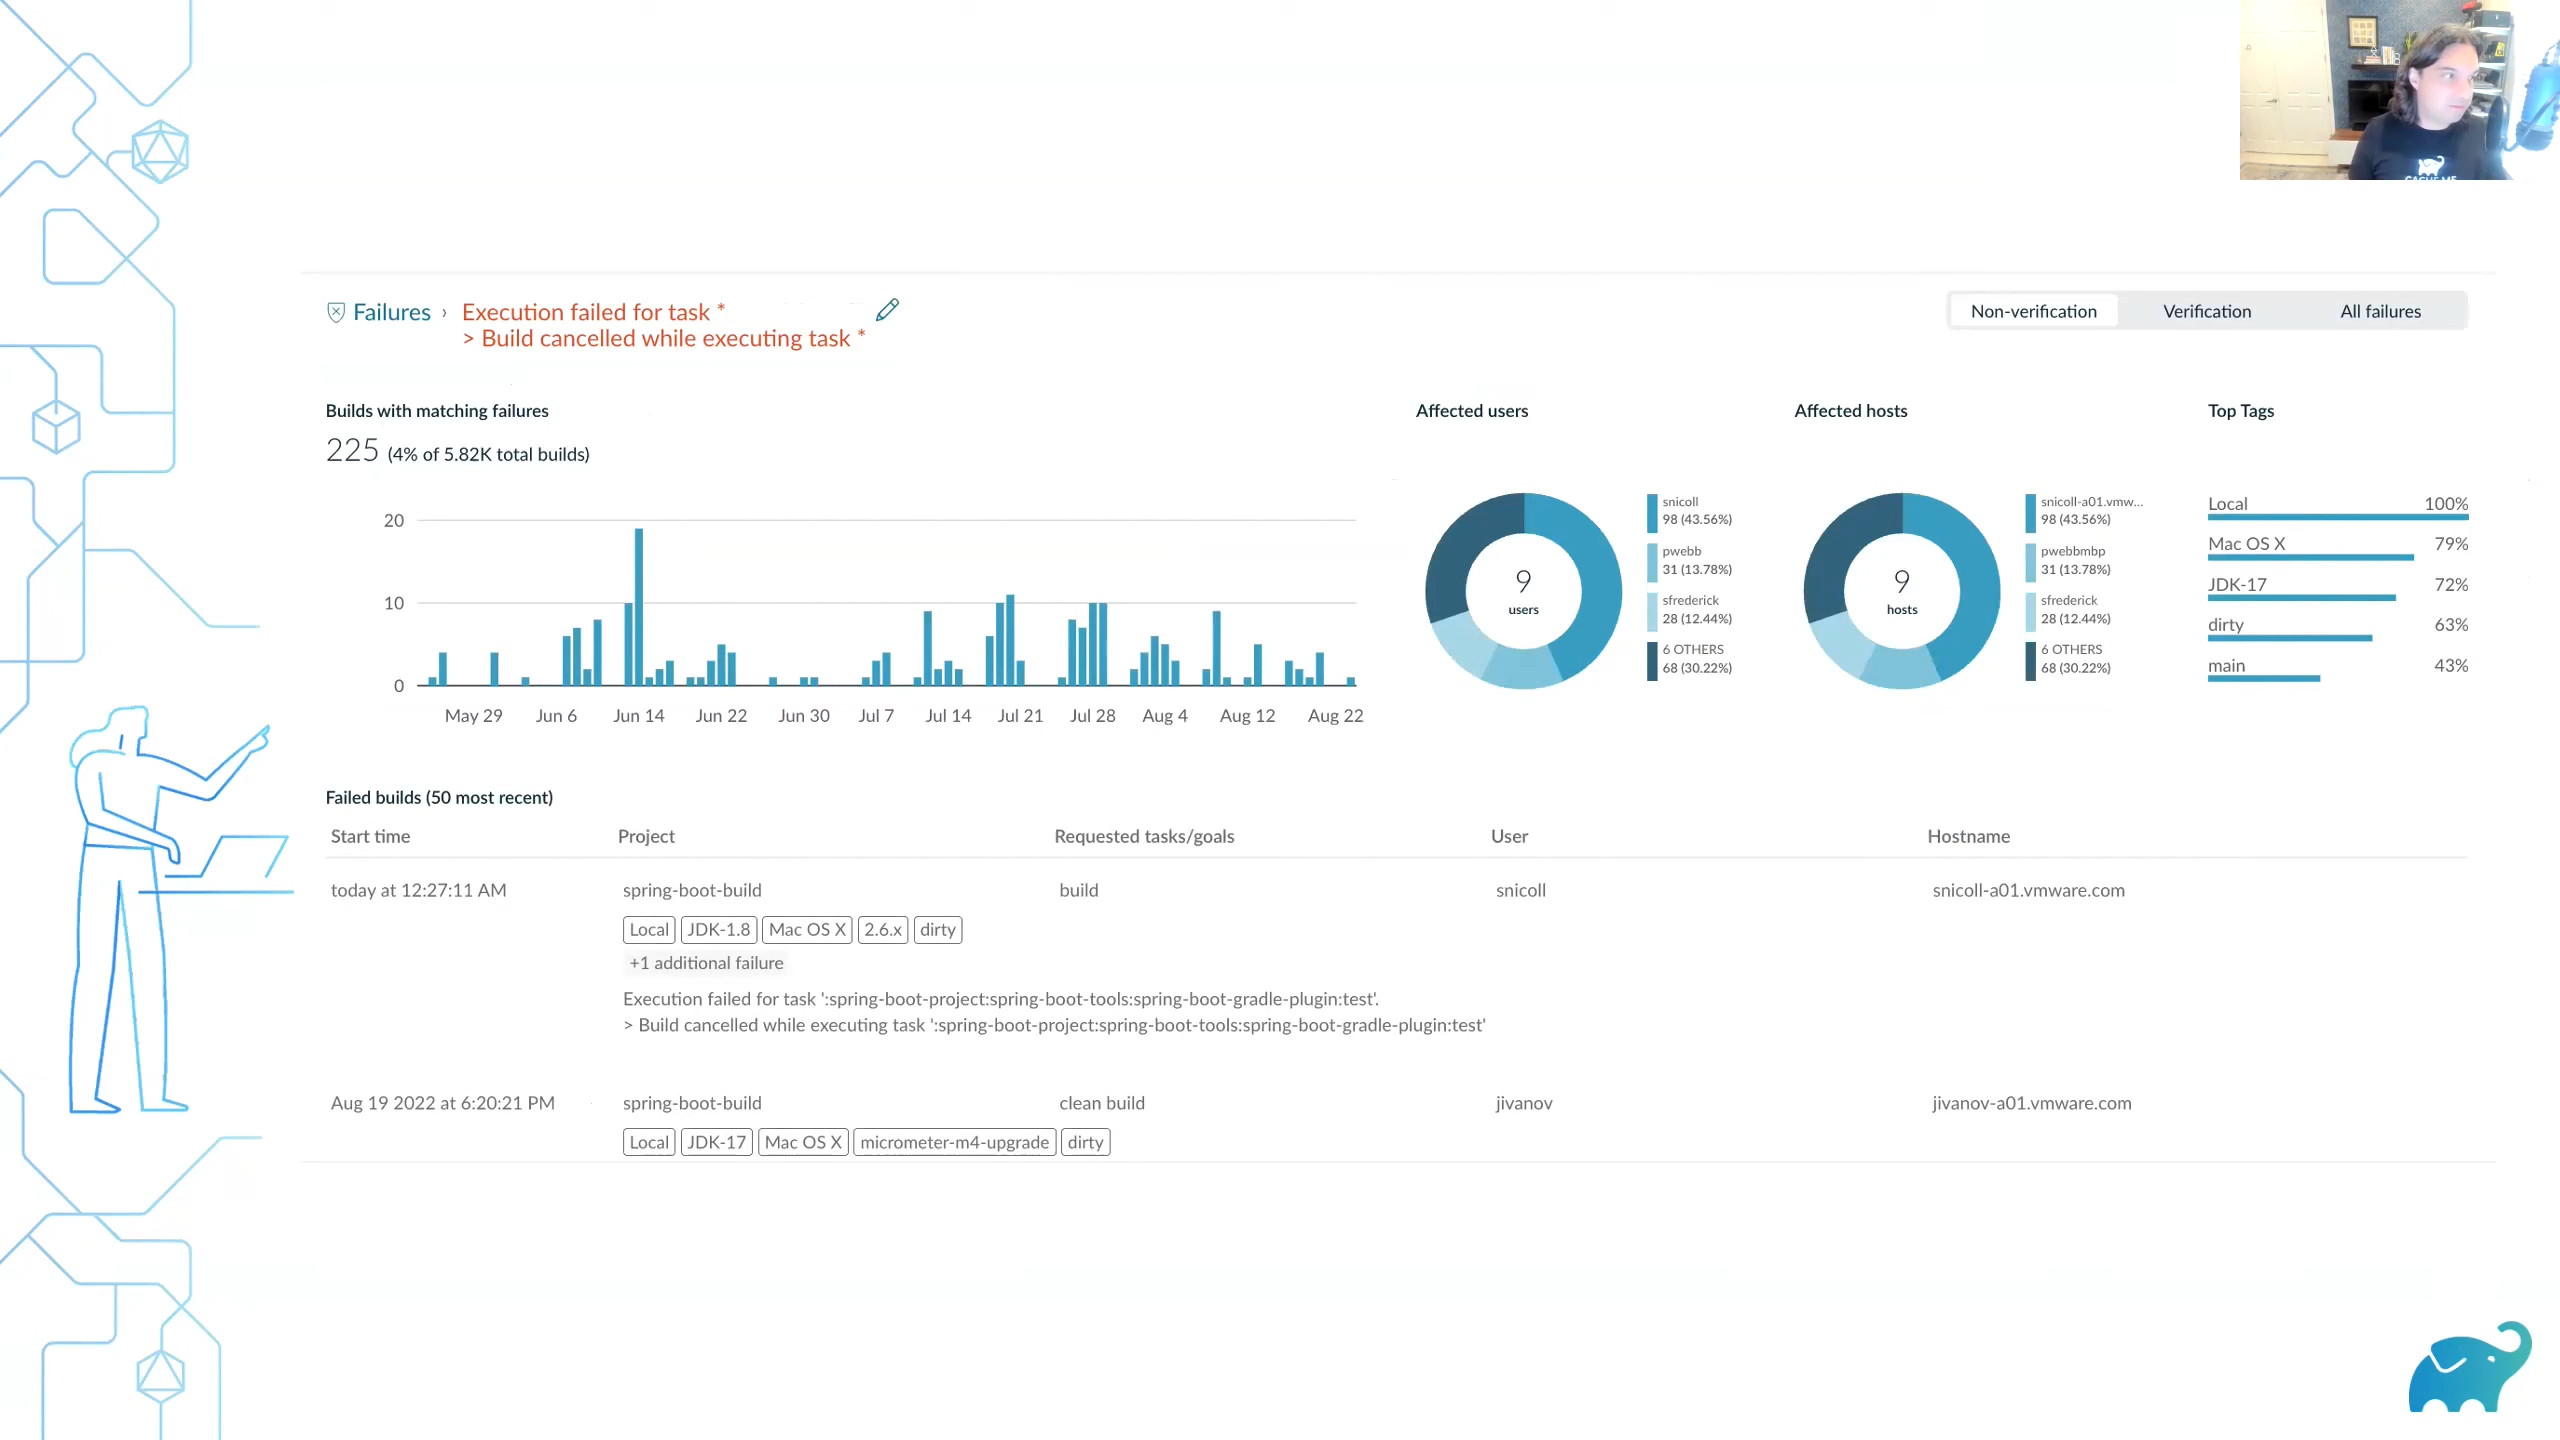 Failures › Execution failed for task *
> Build cancelled while executing task *
Non-verification Verification All failures
Builds with matching failures
225 (4% of 5.82K total builds)
20
10
0
May 29 Jun 6 Jun 14 Jun 22 Jun 30 Jul 7 Jul 14 Jul 21 Jul 28 Aug 4 Aug 12 Aug 22
Affected users
9
users
snicoll
98 (43.56%)
pwebb
31 (13.78%)
sfrederick
28 (12.44%)
6 OTHERS
68 (30.22%)
Affected hosts
9
hosts
snicoll-a01.vmw...
98 (43.56%)
pwebbmbp
31 (13.78%)
sfrederick
28 (12.44%)
6 OTHERS
68 (30.22%)
Top Tags
Local 100%
Mac OS X 79%
JDK-17 72%
dirty 63%
main 43%
Failed builds (50 most recent)
Start time Project Requested tasks/goals User Hostname
today at 12:27:11 AM spring-boot-build build snicoll snicoll-a01.vmware.com
Local JDK-1.8 Mac OS X 2.6.x dirty
+1 additional failure
Execution failed for task ':spring-boot-project:spring-boot-tools:spring-boot-gradle-plugin:test'.
> Build cancelled while executing task ':spring-boot-project:spring-boot-tools:spring-boot-gradle-plugin:test'
Aug 19 2022 at 6:20:21 PM spring-boot-build clean build jivanov jivanov-a01.vmware.com
Local JDK-17 Mac OS X micrometer-m4-upgrade dirty